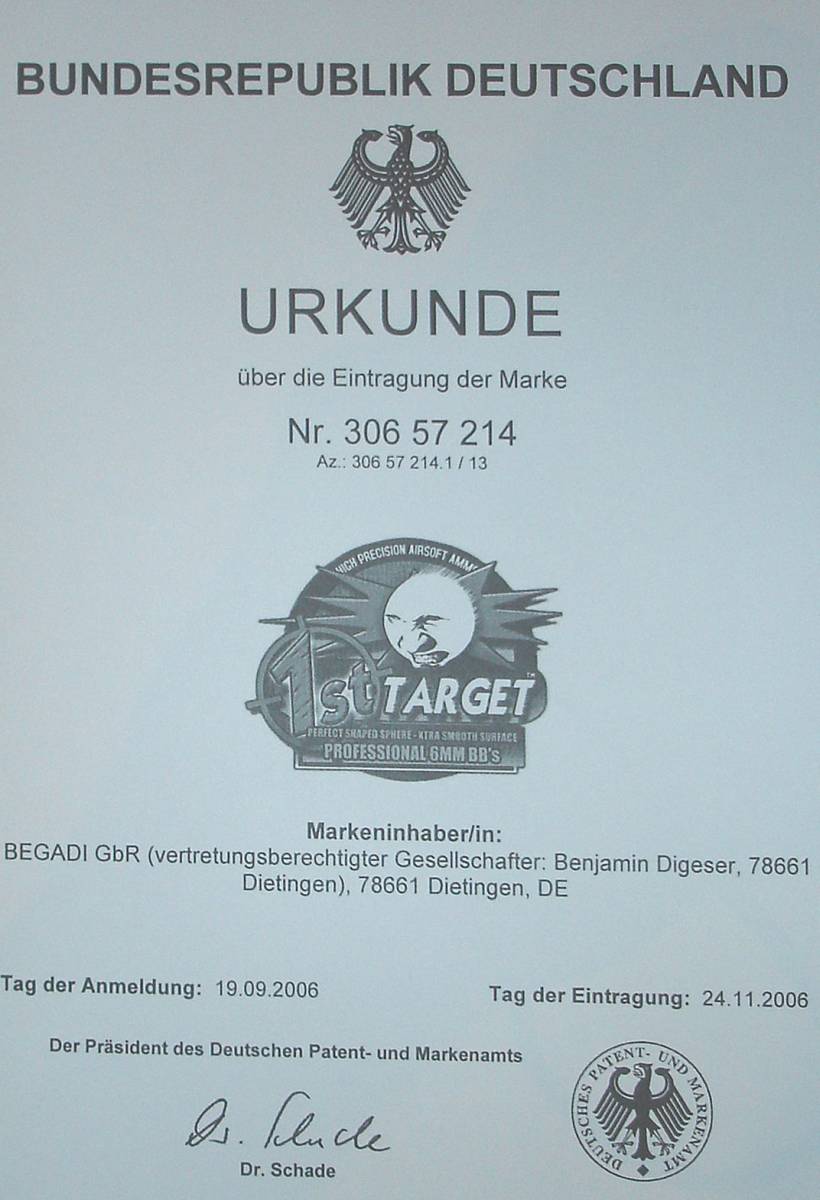 BUNDESREPUBLIK DEUTSCHLAND
URKUNDE
über die Eintragung der Marke
Nr. 306 57 214
Az.: 306 57 214.1 / 13
HIGH PRECISION AIRSOFT AMMO
1st TARGET™
PERFECT SHAPED SPHERE - XTRA SMOOTH SURFACE
PROFESSIONAL 6MM BB's
Markeninhaber/in:
BEGADI GbR (vertretungsberechtigter Gesellschafter: Benjamin Digeser, 78661
Dietingen), 78661 Dietingen, DE
Tag der Anmeldung: 19.09.2006
Tag der Eintragung: 24.11.2006
Der Präsident des Deutschen Patent- und Markenamts
Dr. Schade
Dr. Schade
DEUTSCHES PATENT- UND MARKENAMT